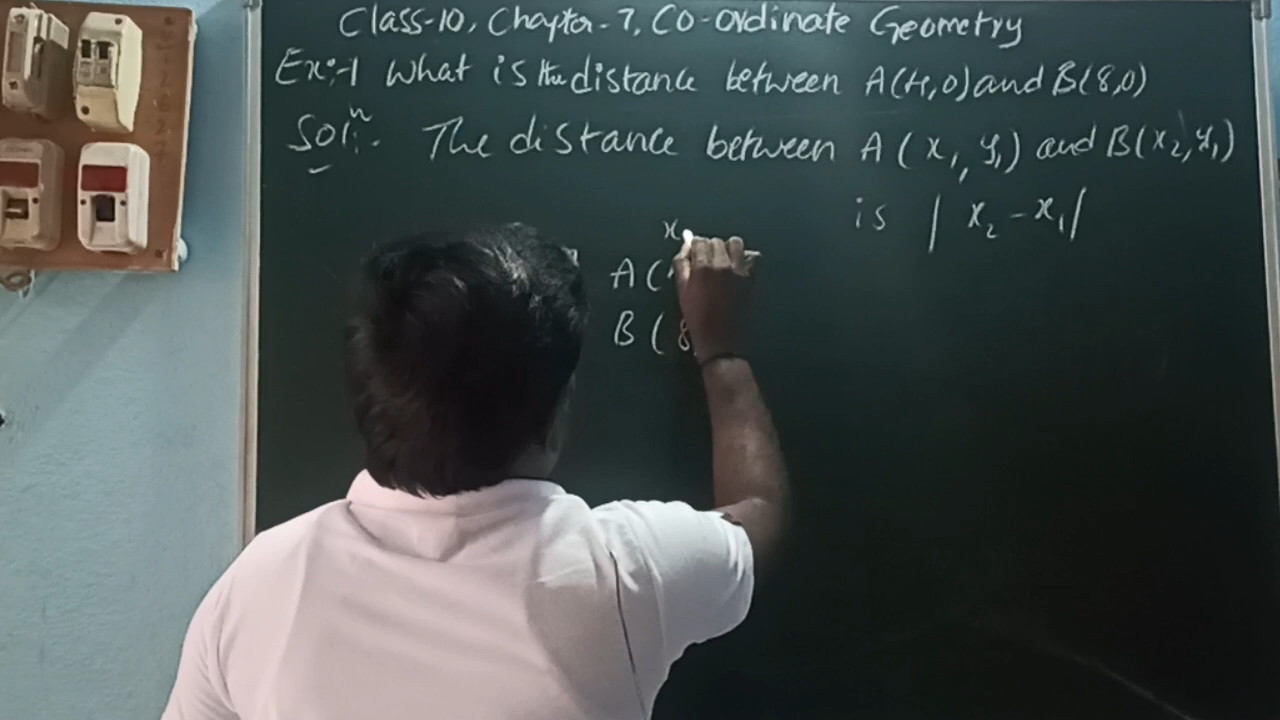 Class-10, Chapter-7, Co-ordinate Geometry
Ex:-1 What is the distance between A(4,0) and B(8,0)
Solⁿ:- The distance between A (x₁, y₁) and B(x₂, y₁)
is | x₂ - x₁|
x
A (
B ( 8,